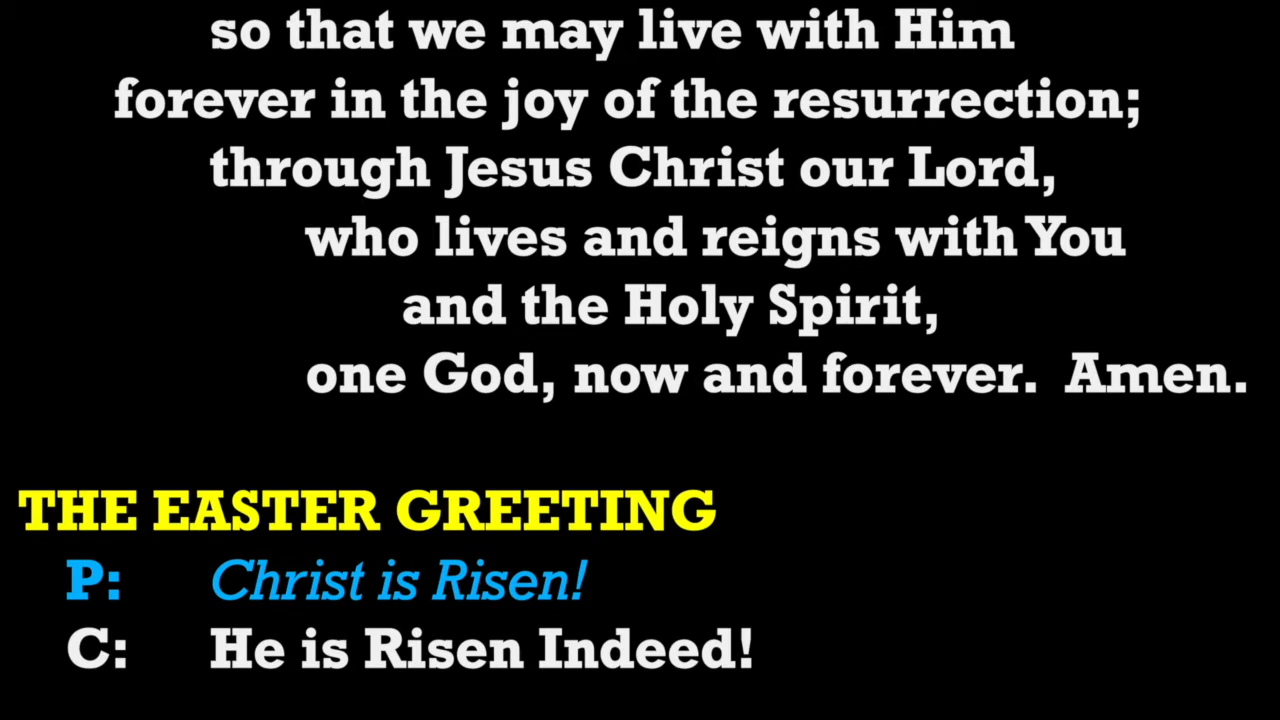 so that we may live with Him
forever in the joy of the resurrection;
through Jesus Christ our Lord,
who lives and reigns with You
and the Holy Spirit,
one God, now and forever.  Amen.
THE EASTER GREETING
P: Christ is Risen!
C: He is Risen Indeed!